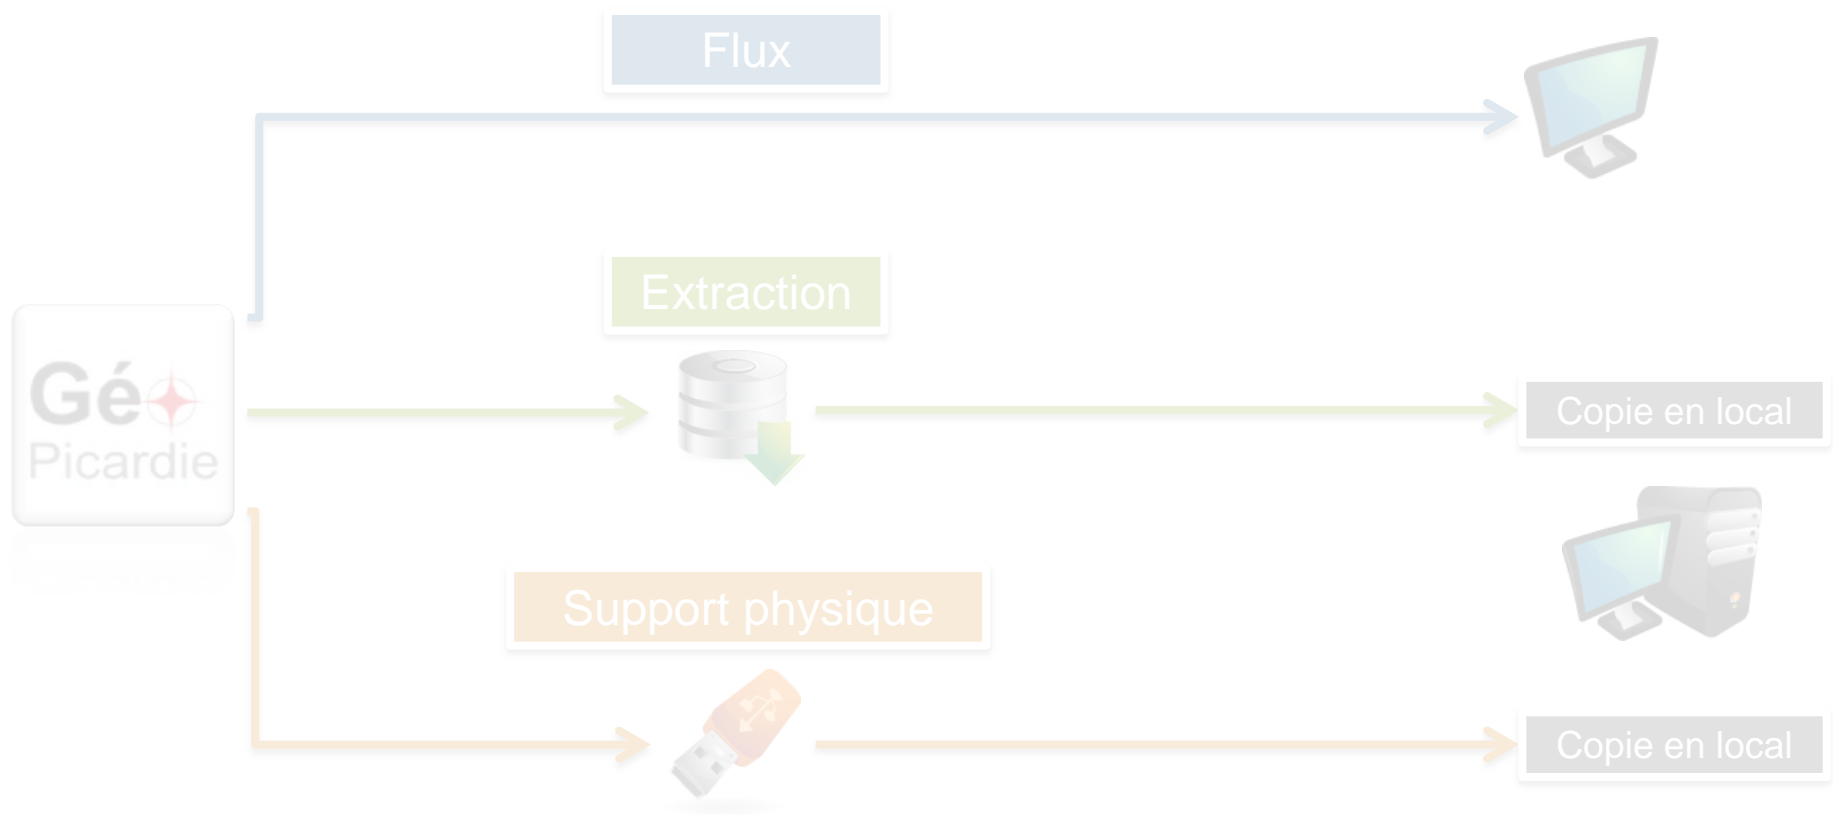 Flux
Extraction
Gé
Picardie
Copie en local
Support physique
Copie en local